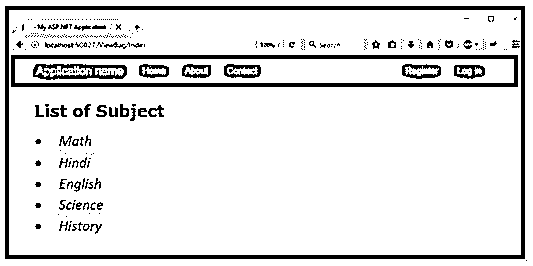 - My ASP.NET Application
localhost:50027/ViewBag/Index
Search
Application name Home About Contact Register Log in
List of Subject
• Math
• Hindi
• English
• Science
• History